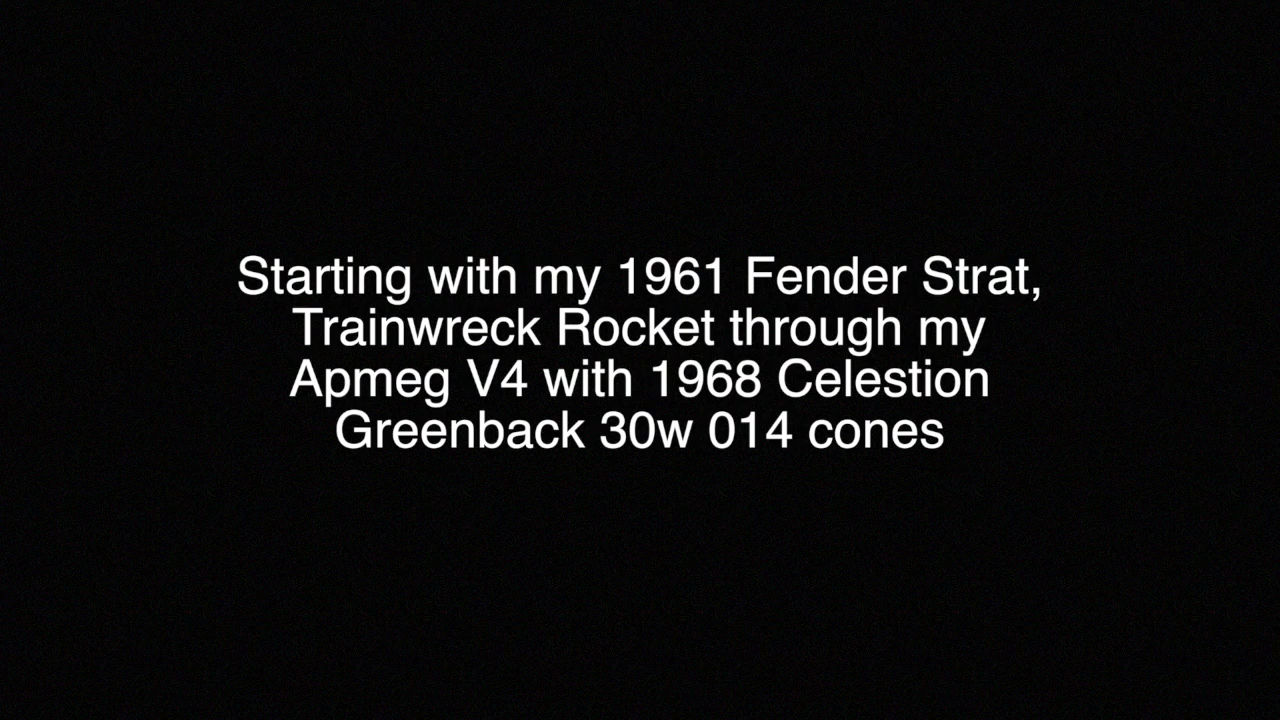 Starting with my 1961 Fender Strat,
Trainwreck Rocket through my
Apmeg V4 with 1968 Celestion
Greenback 30w 014 cones